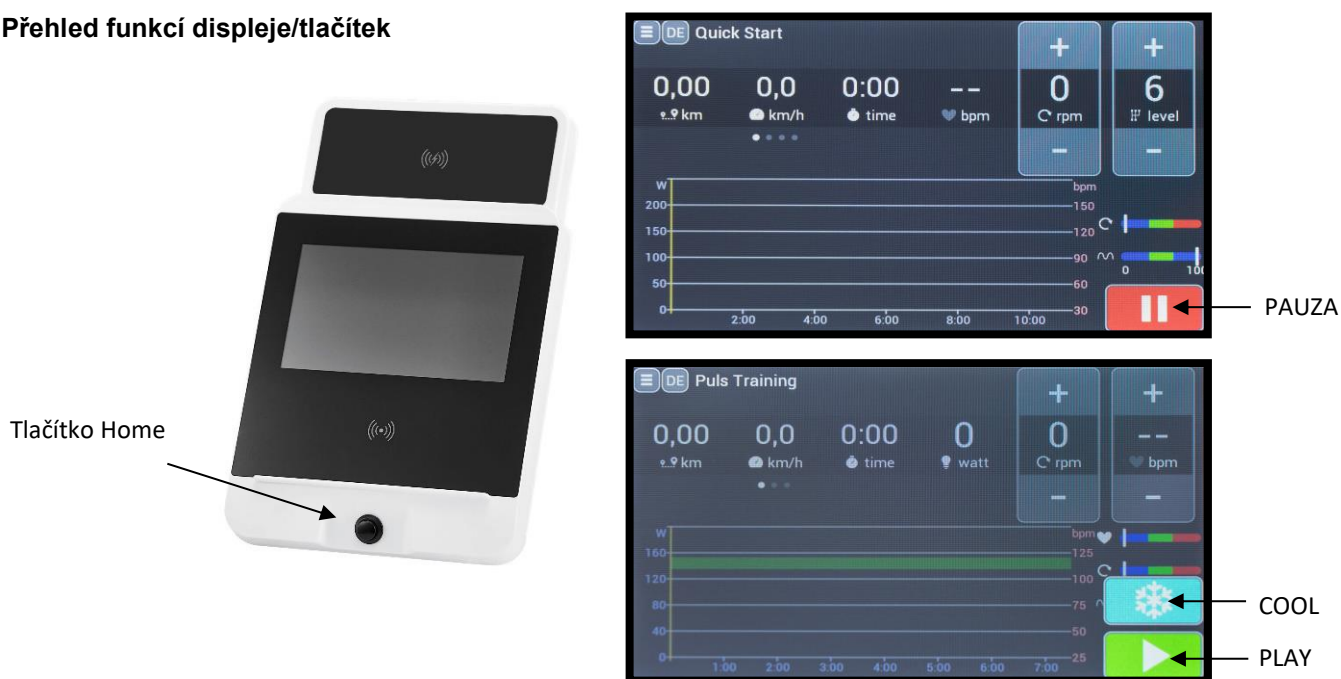 Přehled funkcí displeje/tlačítek
Tlačítko Home
DE Quick Start
0,00 0,0 0:00 -- 0 6
km km/h time bpm rpm level
+ +
- -
W bpm
200 150
150 120
100 90
50 60
0 30
2:00 4:00 6:00 8:00 10:00
0 100
PAUZA
DE Puls Training
+ +
0,00 0,0 0:00 0 0 --
km km/h time watt rpm bpm
- -
W bpm
160 125
120 100
80 75
40 50
0 25
1:00 2:00 3:00 4:00 5:00 6:00 7:00
COOL
PLAY